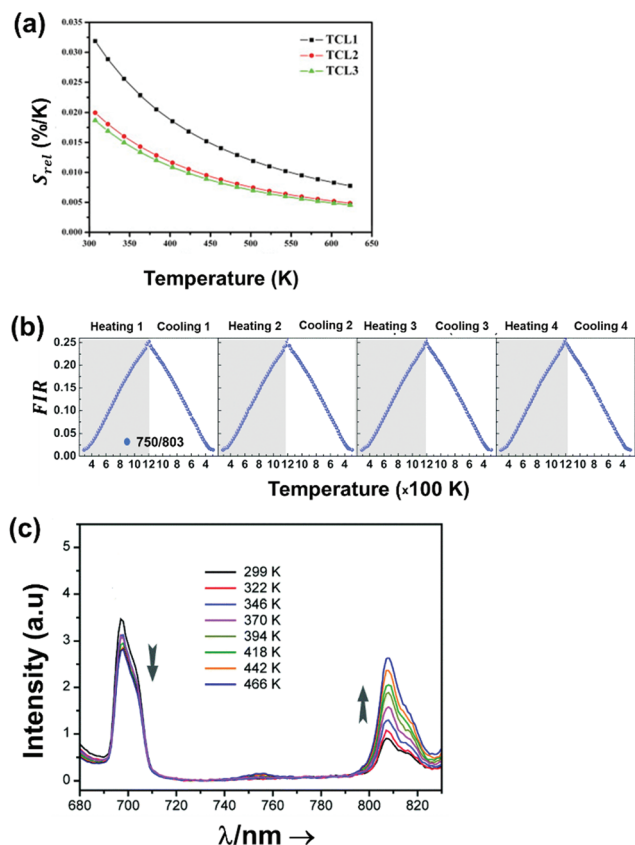 (a)
0.035
0.030
0.025
0.020
0.015
0.010
0.005
0.000
S_rel (%/K)
TCL1
TCL2
TCL3
300 350 400 450 500 550 600 650
Temperature (K)
(b)
Heating 1 Cooling 1 Heating 2 Cooling 2 Heating 3 Cooling 3 Heating 4 Cooling 4
0.25
0.20
0.15
0.10
0.05
0.00
FIR
750/803
4 6 8 10 12 10 8 6 4 4 6 8 10 12 10 8 6 4 4 6 8 10 12 10 8 6 4 4 6 8 10 12 10 8 6 4
Temperature (×100 K)
(c)
5
4
3
2
1
0
Intensity (a.u)
299 K
322 K
346 K
370 K
394 K
418 K
442 K
466 K
680 700 720 740 760 780 800 820
λ/nm →